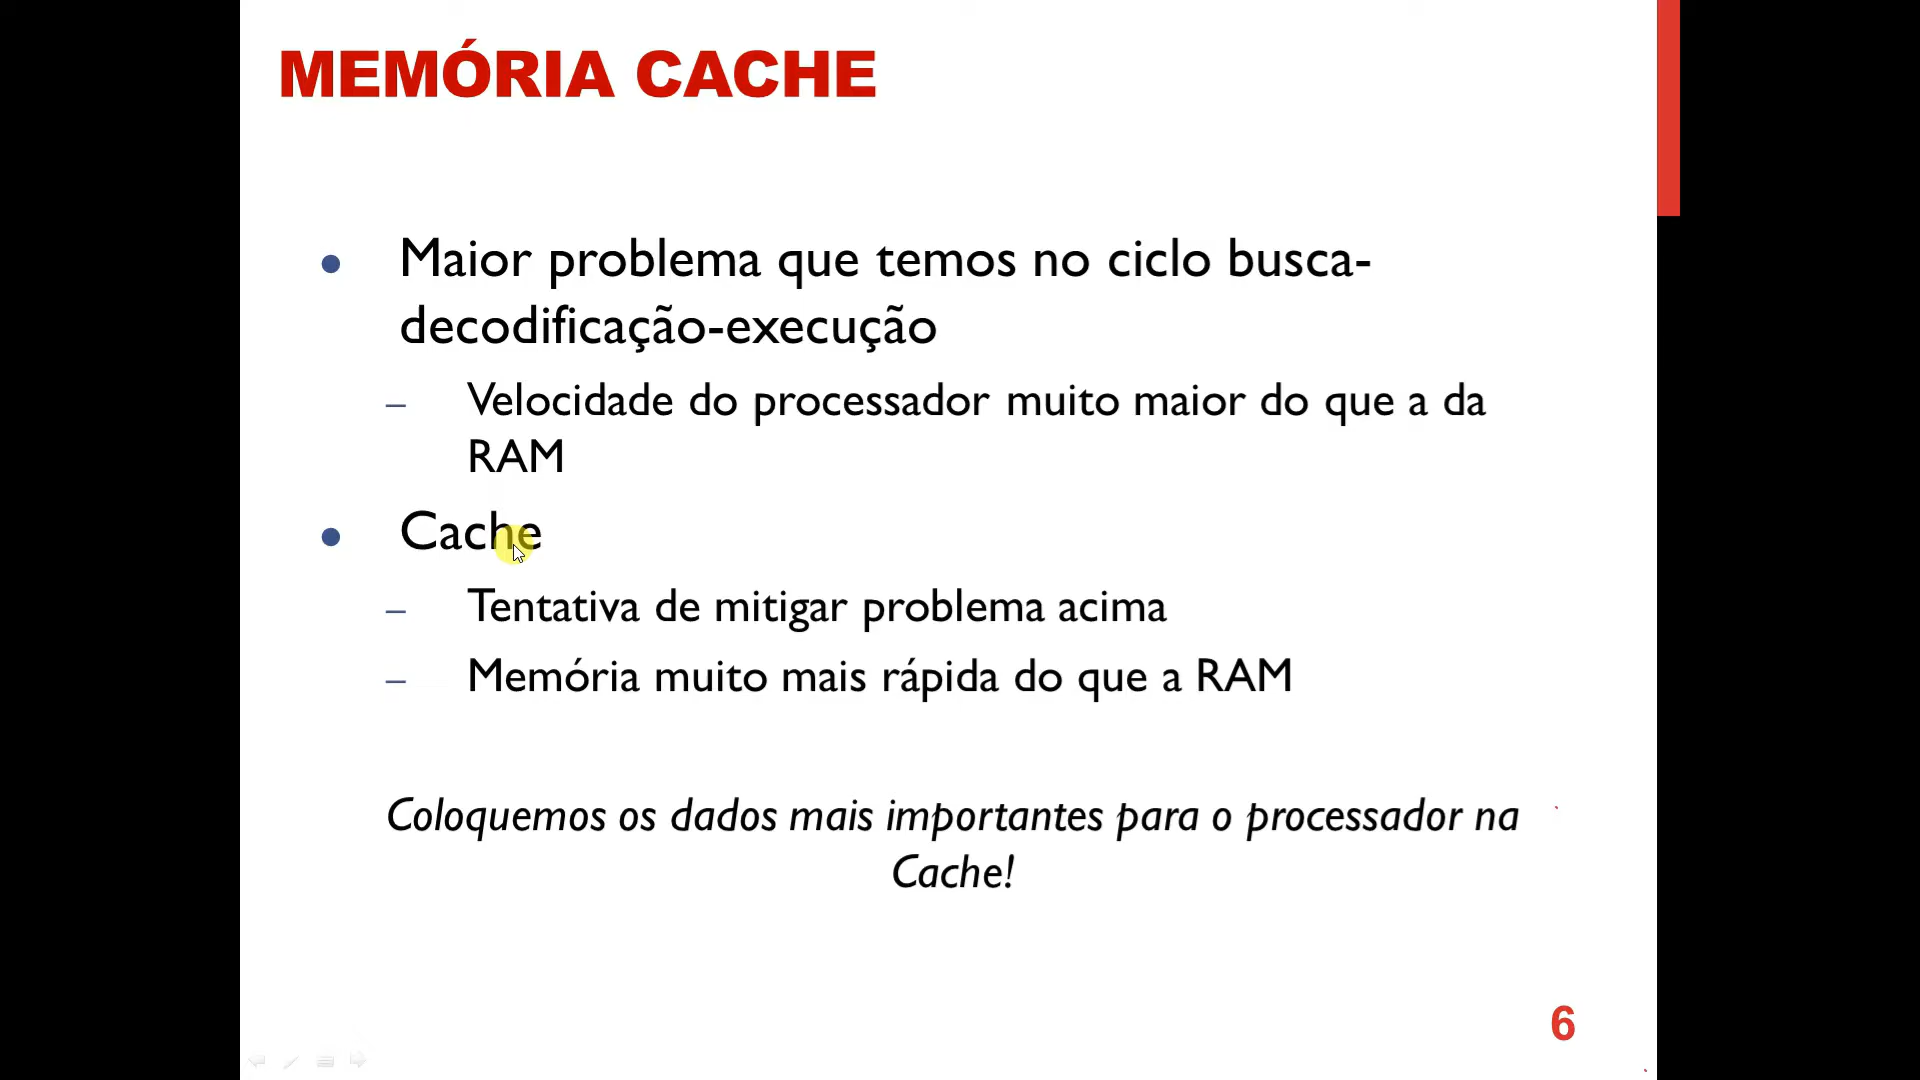 MEMÓRIA CACHE
• Maior problema que temos no ciclo busca-
decodificação-execução
– Velocidade do processador muito maior do que a da
RAM
• Cache
– Tentativa de mitigar problema acima
– Memória muito mais rápida do que a RAM
Coloquemos os dados mais importantes para o processador na
Cache!
6